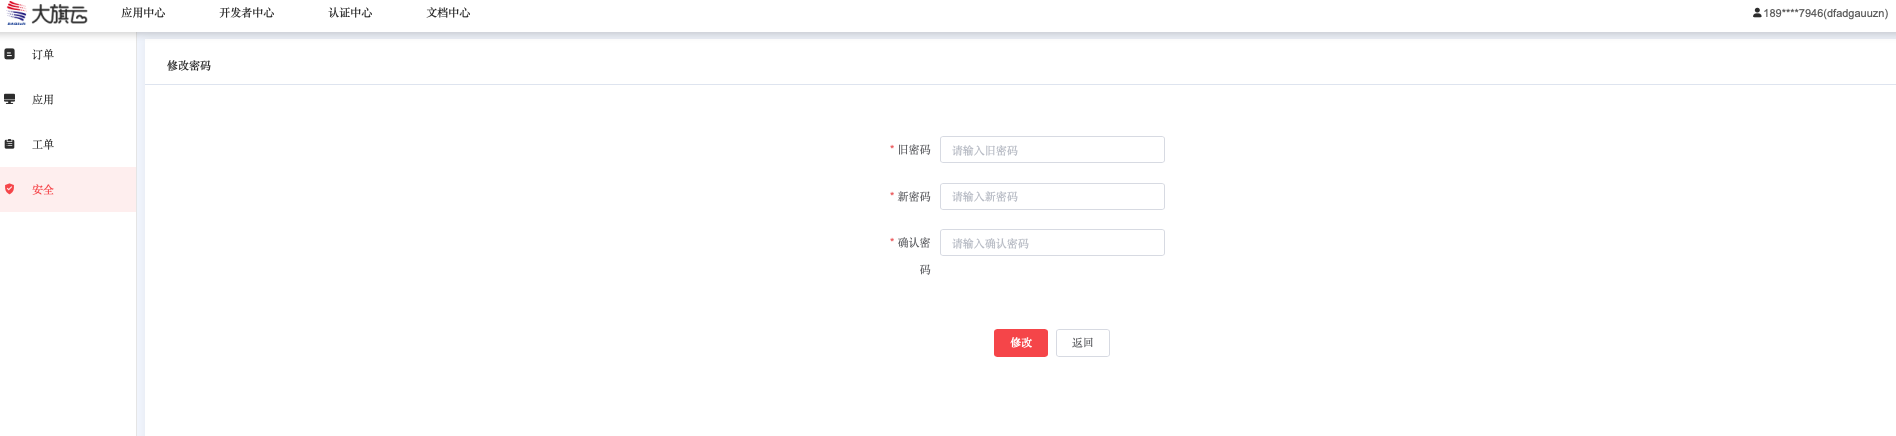 大旗云
应用中心 开发者中心 认证中心 文档中心
189****7946(dfadgauuzn)
订单
应用
工单
安全
修改密码
* 旧密码 请输入旧密码
* 新密码 请输入新密码
* 确认密码 请输入确认密码
修改 返回